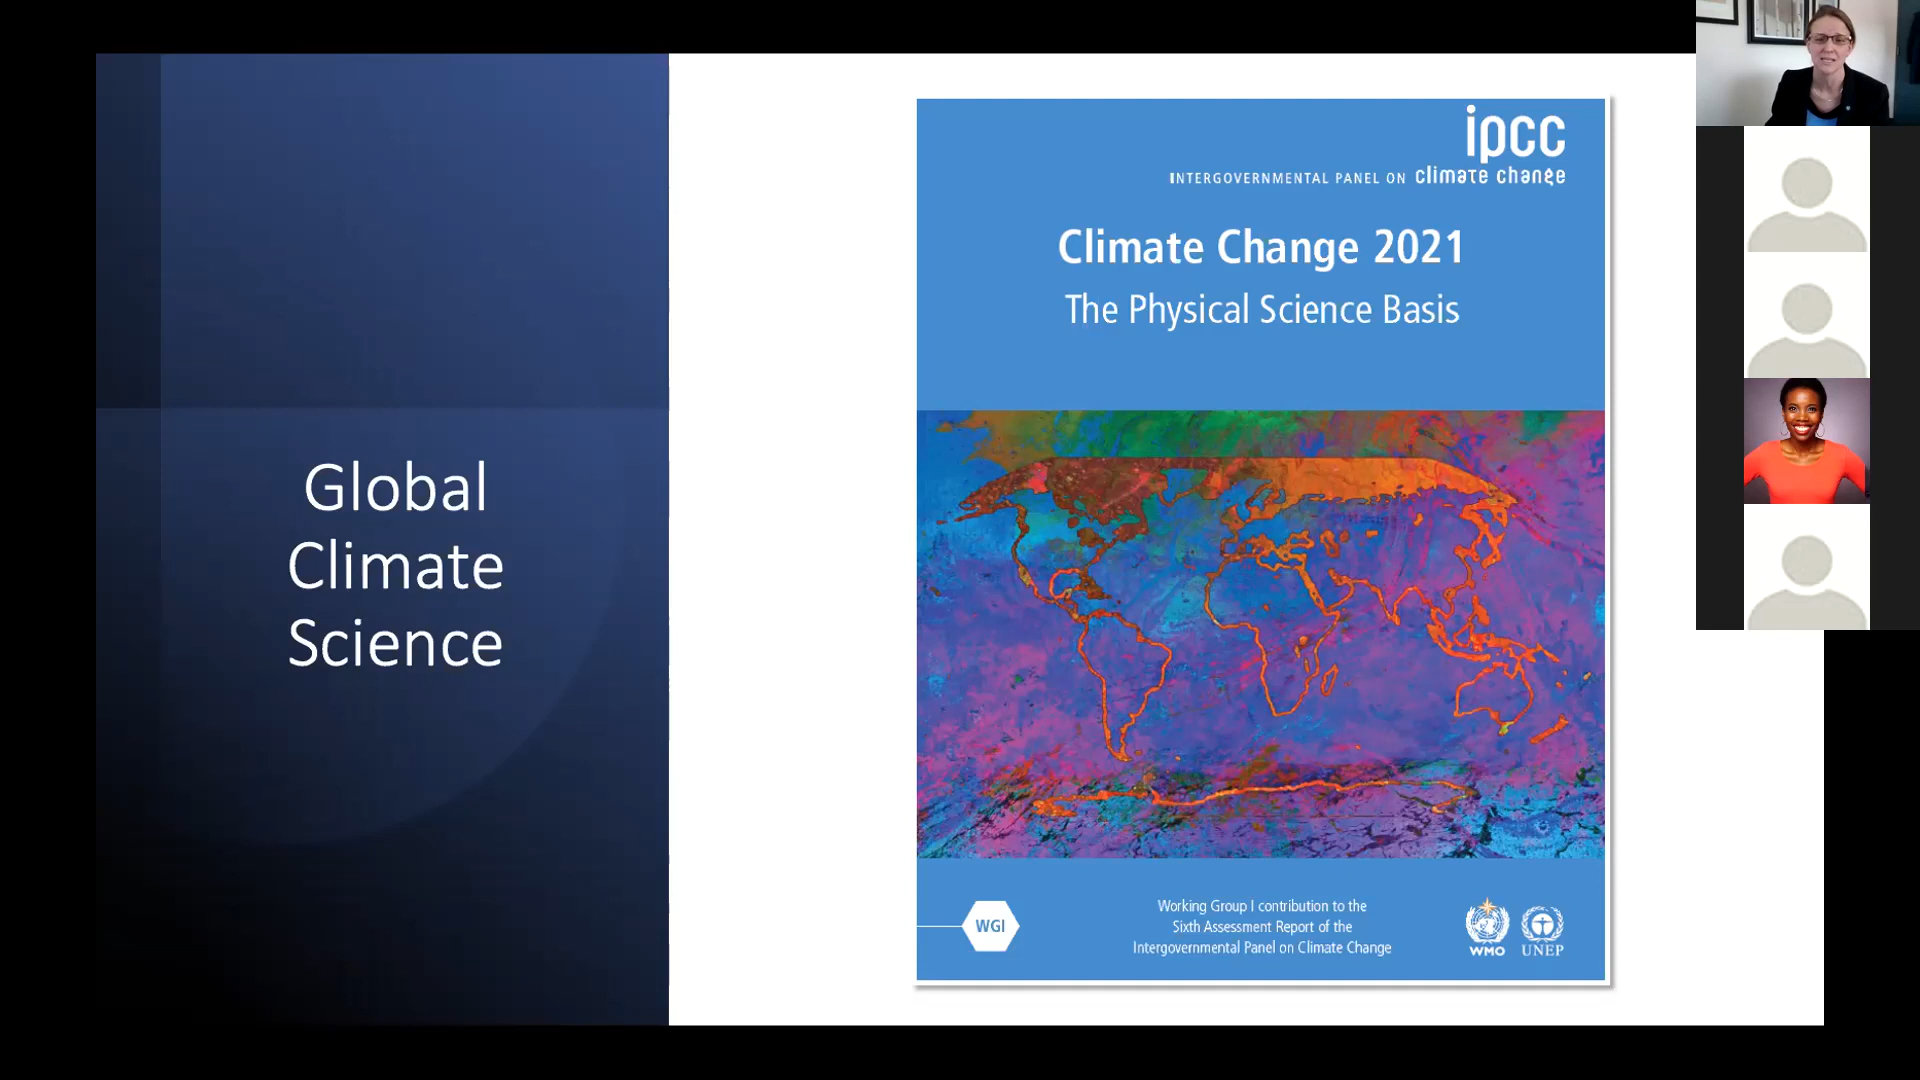 Global
Climate
Science
ipcc
INTERGOVERNMENTAL PANEL ON climate change
Climate Change 2021
The Physical Science Basis
WGI
Working Group I contribution to the
Sixth Assessment Report of the
Intergovernmental Panel on Climate Change
WMO
UNEP